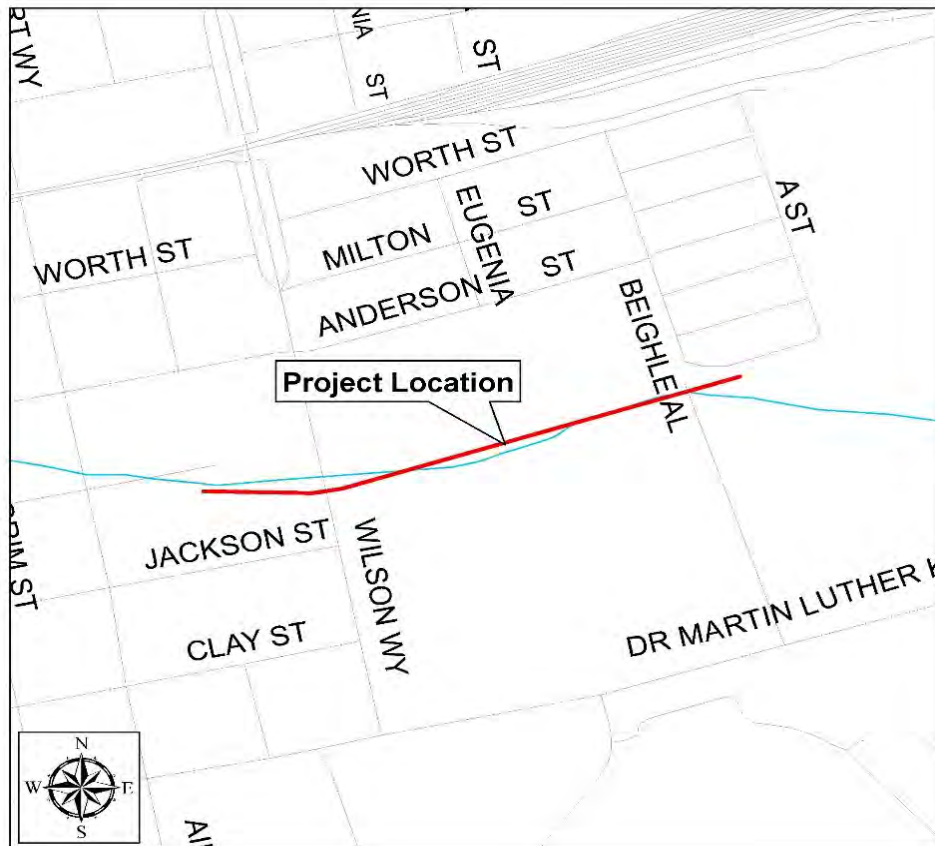 RT WY
NIA
ST
ST
WORTH ST
EUGENIA
ST
MILTON
A ST
WORTH ST
ST
ANDERSON
BEIGHLE AL
Project Location
JACKSON ST
WILSON WY
CLAY ST
DR MARTIN LUTHER K
N
W
E
S